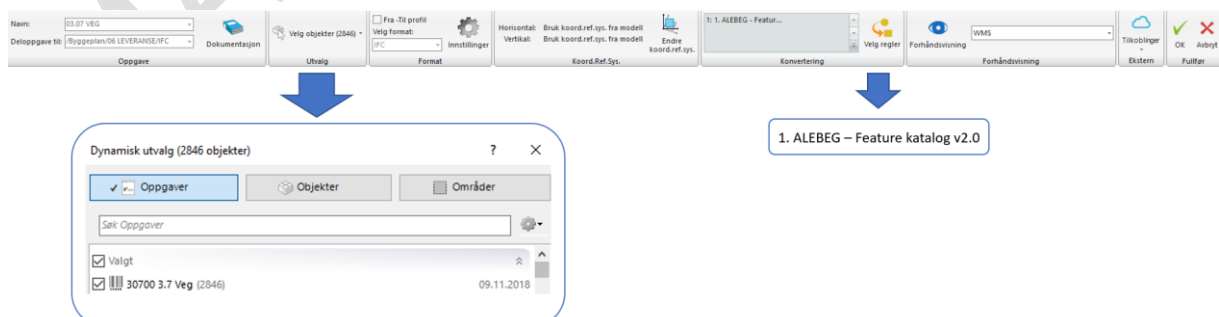 Navn: 03.07 VEG
Deloppgave til: /Byggeplan/06 LEVERANSE/IFC
Dokumentasjon
Oppgave
Velg objekter (2846)
Utvalg
Fra -Til profil
Velg format:
IFC
Innstillinger
Format
Horisontal: Bruk koord.ref.sys. fra modell
Vertikal: Bruk koord.ref.sys. fra modell
Endre
koord.ref.sys.
Koord.Ref.Sys.
1: 1. ALEBEG - Featur...
Velg regler
Konvertering
Forhåndsvisning
WMS
Forhåndsvisning
Tilkoblinger
Ekstern
OK Avbryt
Fullfør
Dynamisk utvalg (2846 objekter) ?
Oppgaver Objekter Områder
Søk Oppgaver
Valgt
30700 3.7 Veg (2846) 09.11.2018
1. ALEBEG – Feature katalog v2.0